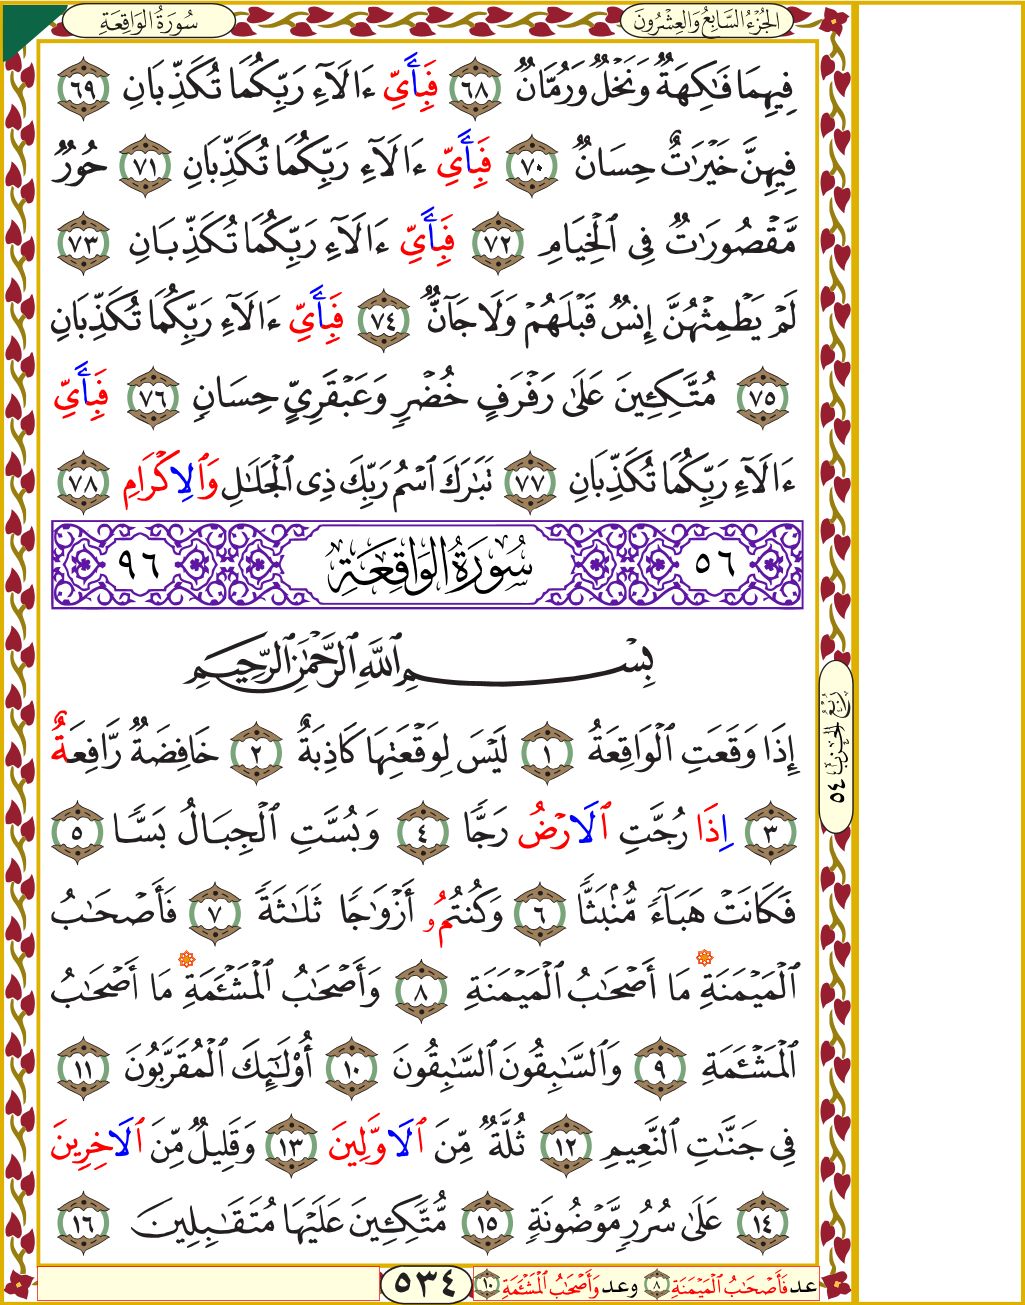 الجُزْءُ السَّابِعُ وَالعِشْرُونَ
سُورَةُ الوَاقِعَةِ
فِيهِمَا فَٰكِهَةٌ وَنَخْلٌ وَرُمَّانٌ ٦٨ فَبِأَيِّ ءَالَآءِ رَبِّكُمَا تُكَذِّبَانِ ٦٩
فِيهِنَّ خَيْرَٰتٌ حِسَانٌ ٧٠ فَبِأَيِّ ءَالَآءِ رَبِّكُمَا تُكَذِّبَانِ ٧١ حُورٌ
مَّقْصُورَٰتٌ فِى ٱلْخِيَامِ ٧٢ فَبِأَيِّ ءَالَآءِ رَبِّكُمَا تُكَذِّبَانِ ٧٣
لَمْ يَطْمِثْهُنَّ إِنسٌ قَبْلَهُمْ وَلَا جَآنٌّ ٧٤ فَبِأَيِّ ءَالَآءِ رَبِّكُمَا تُكَذِّبَانِ
٧٥ مُتَّكِـِٔينَ عَلَىٰ رَفْرَفٍ خُضْرٍ وَعَبْقَرِيٍّ حِسَانٍ ٧٦ فَبِأَيِّ
ءَالَآءِ رَبِّكُمَا تُكَذِّبَانِ ٧٧ تَبَٰرَكَ ٱسْمُ رَبِّكَ ذِى ٱلْجَلَٰلِ وَٱلِاكْرَامِ ٧٨
٥٦ سُورَةُ الوَاقِعَةِ ٩٦
بِسْمِ ٱللَّهِ ٱلرَّحْمَٰنِ ٱلرَّحِيمِ
إِذَا وَقَعَتِ ٱلْوَاقِعَةُ ١ لَيْسَ لِوَقْعَتِهَا كَاذِبَةٌ ٢ خَافِضَةٌ رَّافِعَةٌ
٣ اِذَا رُجَّتِ ٱلَارْضُ رَجًّا ٤ وَبُسَّتِ ٱلْجِبَالُ بَسًّا ٥
فَكَانَتْ هَبَآءً مُّنۢبَثًّا ٦ وَكُنتُمُۥ أَزْوَٰجًا ثَلَٰثَةً ٧ فَأَصْحَٰبُ
ٱلْمَيْمَنَةِ مَا أَصْحَٰبُ ٱلْمَيْمَنَةِ ٨ وَأَصْحَٰبُ ٱلْمَشْـَٔمَةِ مَا أَصْحَٰبُ
ٱلْمَشْـَٔمَةِ ٩ وَٱلسَّٰبِقُونَ ٱلسَّٰبِقُونَ ١٠ أُوْلَٰٓئِكَ ٱلْمُقَرَّبُونَ ١١
فِى جَنَّٰتِ ٱلنَّعِيمِ ١٢ ثُلَّةٌ مِّنَ ٱلَاوَّلِينَ ١٣ وَقَلِيلٌ مِّنَ ٱلَاخِرِينَ
١٤ عَلَىٰ سُرُرٍ مَّوْضُونَةٍ ١٥ مُّتَّكِـِٔينَ عَلَيْهَا مُتَقَٰبِلِينَ ١٦
رُبْعُ الحِزْبِ ٥٤
عد فَأَصْحَٰبُ ٱلْمَيْمَنَةِ ٨ وعد وَأَصْحَٰبُ ٱلْمَشْـَٔمَةِ ١٠
٥٣٤